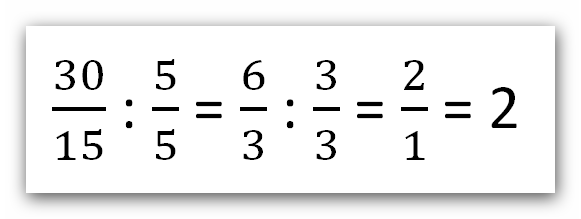 30/15 : 5/5 = 6/3 : 3/3 = 2/1 = 2